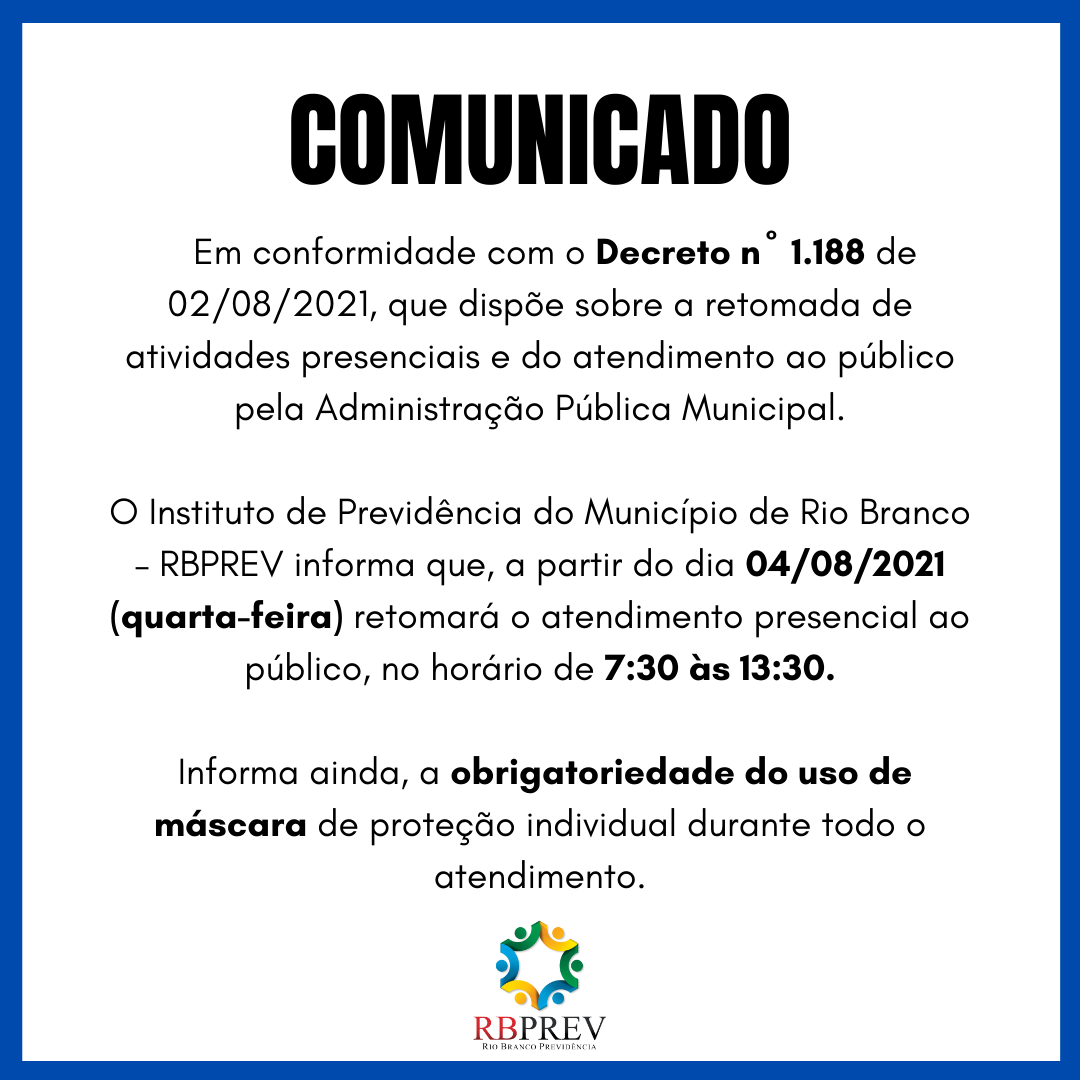 COMUNICADO
Em conformidade com o Decreto n° 1.188 de
02/08/2021, que dispõe sobre a retomada de
atividades presenciais e do atendimento ao público
pela Administração Pública Municipal.
O Instituto de Previdência do Município de Rio Branco
– RBPREV informa que, a partir do dia 04/08/2021
(quarta-feira) retomará o atendimento presencial ao
público, no horário de 7:30 às 13:30.
Informa ainda, a obrigatoriedade do uso de
máscara de proteção individual durante todo o
atendimento.
RBPREV
RIO BRANCO PREVIDÊNCIA